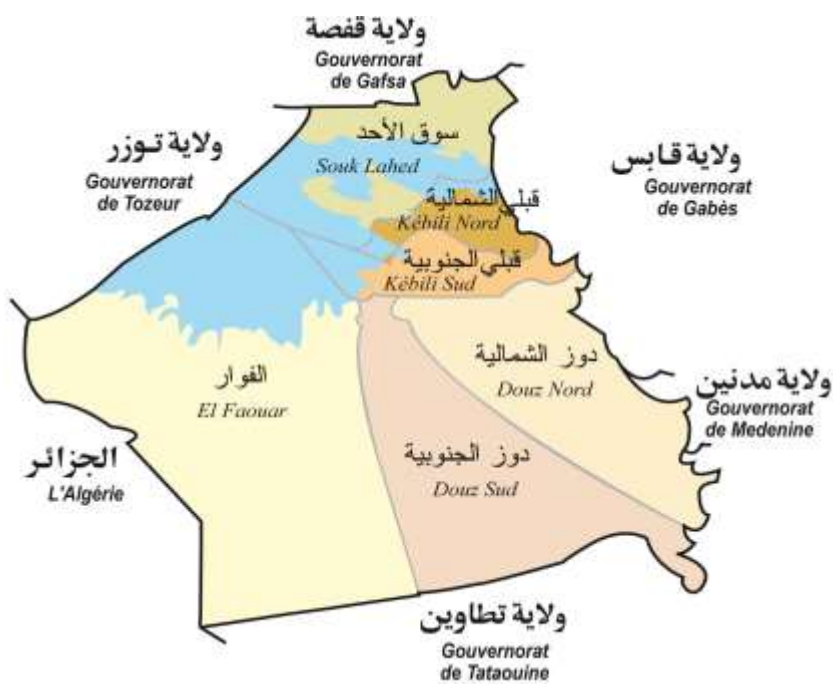 ولاية قفصة
Gouvernorat
de Gafsa
ولاية توزر
Gouvernorat
de Tozeur
سوق الأحد
Souk Lahed
ولاية قابس
Gouvernorat
de Gabès
قبلي الشمالية
Kébili Nord
قبلي الجنوبية
Kébili Sud
دوز الشمالية
Douz Nord
الفوار
El Faouar
ولاية مدنين
Gouvernorat
de Medenine
دوز الجنوبية
Douz Sud
الجزائر
L'Algérie
ولاية تطاوين
Gouvernorat
de Tataouine